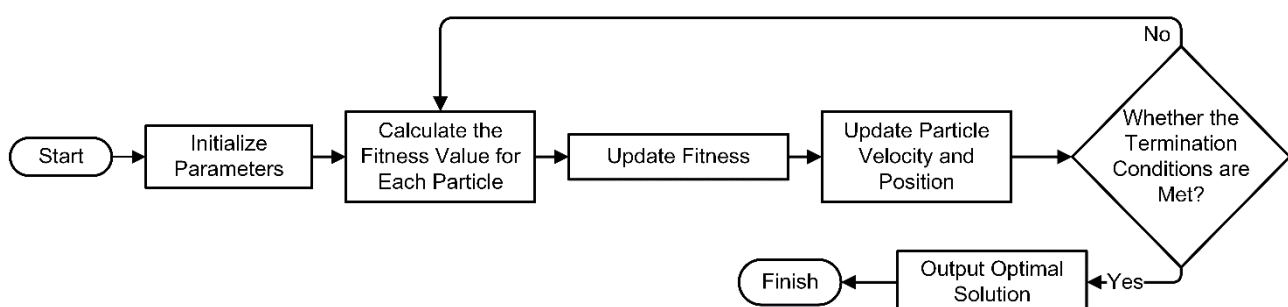 Start
Initialize
Parameters
Calculate the
Fitness Value for
Each Particle
Update Fitness
Update Particle
Velocity and
Position
Whether the
Termination
Conditions are
Met?
No
Yes
Output Optimal
Solution
Finish